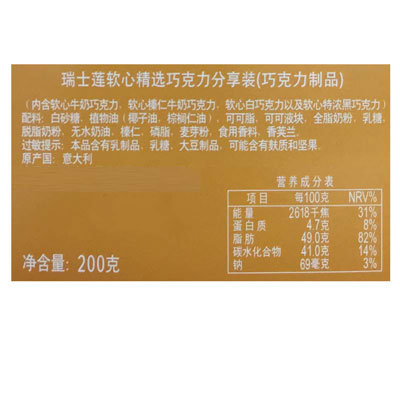 瑞士莲软心精选巧克力分享装(巧克力制品)
(内含软心牛奶巧克力、软心榛仁牛奶巧克力、软心白巧克力以及软心特浓黑巧克力)
配料: 白砂糖、植物油(椰子油、棕榈仁油)、可可脂、可可液块、全脂奶粉、乳糖、
脱脂奶粉、无水奶油、榛仁、磷脂、麦芽粉、食用香料、香荚兰。
过敏提示: 本品含有乳制品、乳糖、大豆制品, 可能含有麸质和坚果。
原产国: 意大利
营养成分表
项目 每100克 NRV%
能量 2618千焦 31%
蛋白质 4.7克 8%
脂肪 49.0克 82%
碳水化合物 41.0克 14%
钠 69毫克 3%
净含量: 200克